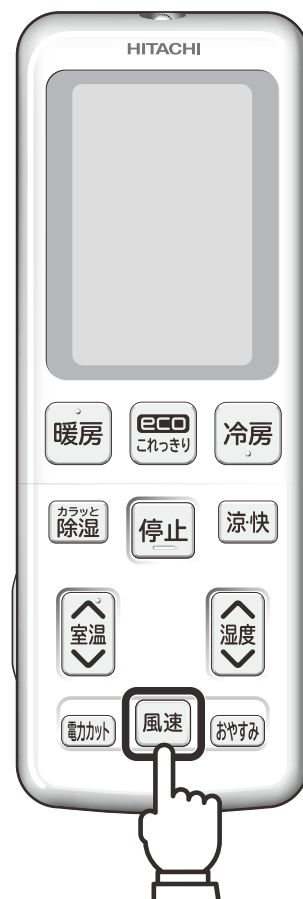 HITACHI
暖房
eco
これっきり
冷房
カラッと
除湿
停止
涼・快
室温
湿度
電力カット
風速
おやすみ